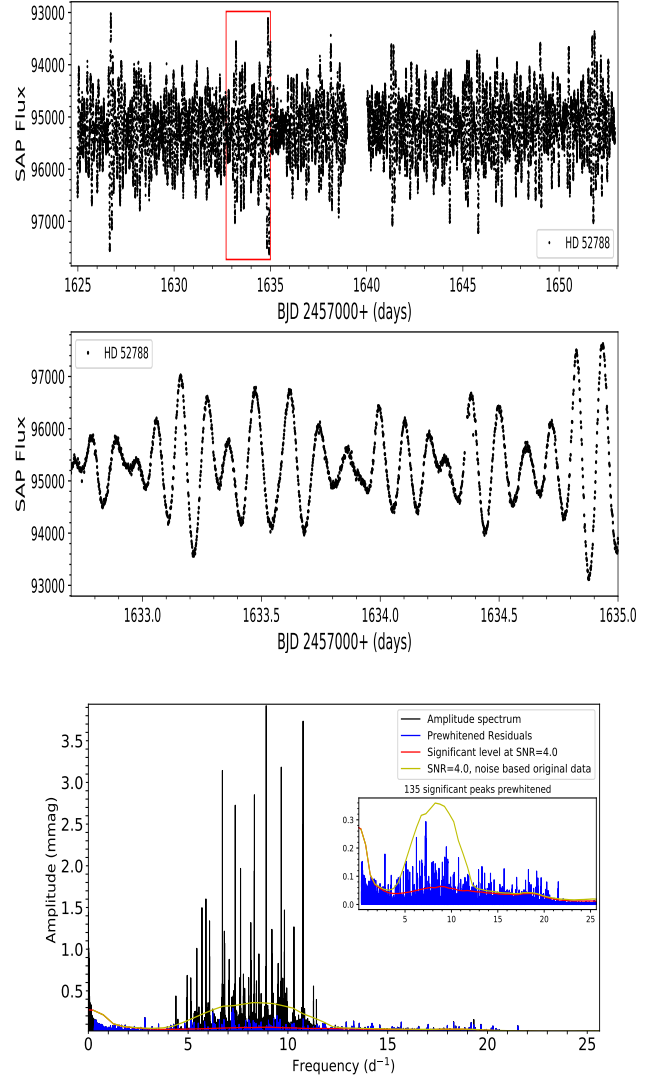 93000
94000
95000
96000
97000
SAP Flux
HD 52788
1625 1630 1635 1640 1645 1650
BJD 2457000+ (days)
HD 52788
97000
96000
95000
94000
93000
SAP Flux
1633.0 1633.5 1634.0 1634.5 1635.0
BJD 2457000+ (days)
Amplitude spectrum
Prewhitened Residuals
Significant level at SNR=4.0
SNR=4.0, noise based original data
135 significant peaks prewhitened
0.3
0.2
0.1
0.0
5 10 15 20 25
3.5
3.0
2.5
2.0
1.5
1.0
0.5
Amplitude (mmag)
0 5 10 15 20 25
Frequency (d⁻¹)